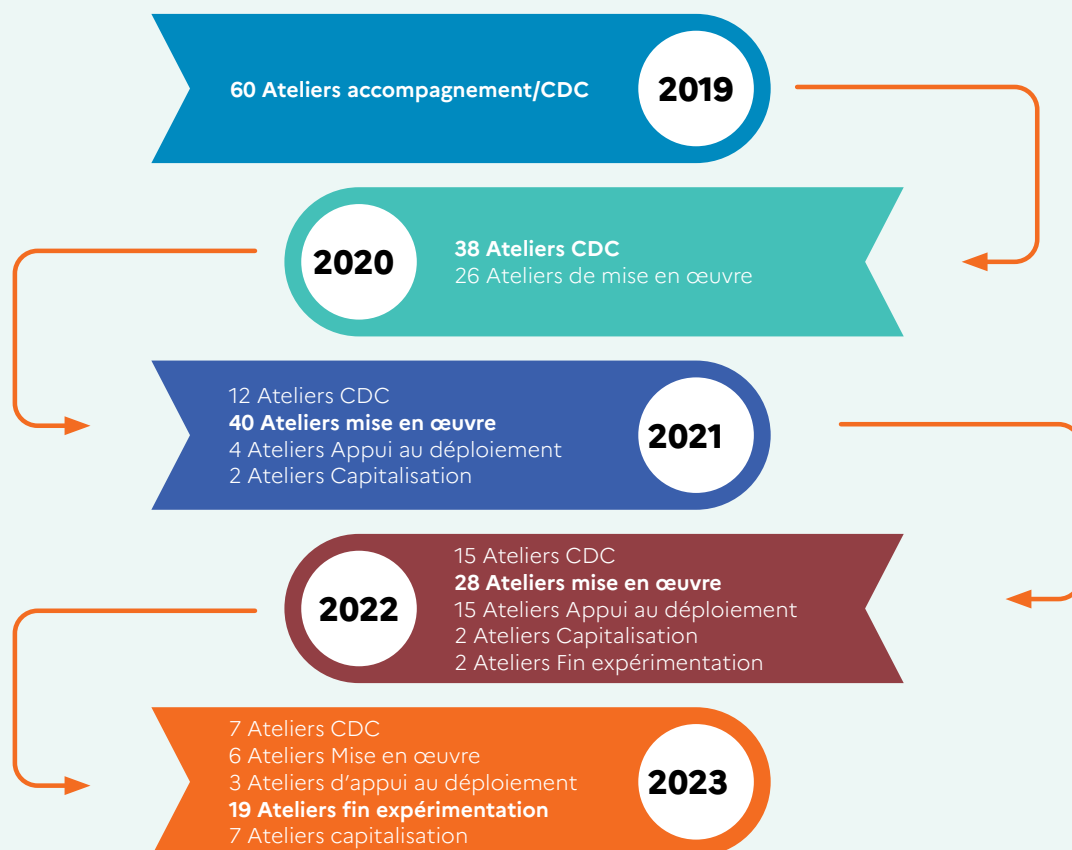 60 Ateliers accompagnement/CDC
2019
2020
38 Ateliers CDC
26 Ateliers de mise en œuvre
12 Ateliers CDC
40 Ateliers mise en œuvre
4 Ateliers Appui au déploiement
2 Ateliers Capitalisation
2021
2022
15 Ateliers CDC
28 Ateliers mise en œuvre
15 Ateliers Appui au déploiement
2 Ateliers Capitalisation
2 Ateliers Fin expérimentation
7 Ateliers CDC
6 Ateliers Mise en œuvre
3 Ateliers d’appui au déploiement
19 Ateliers fin expérimentation
7 Ateliers capitalisation
2023